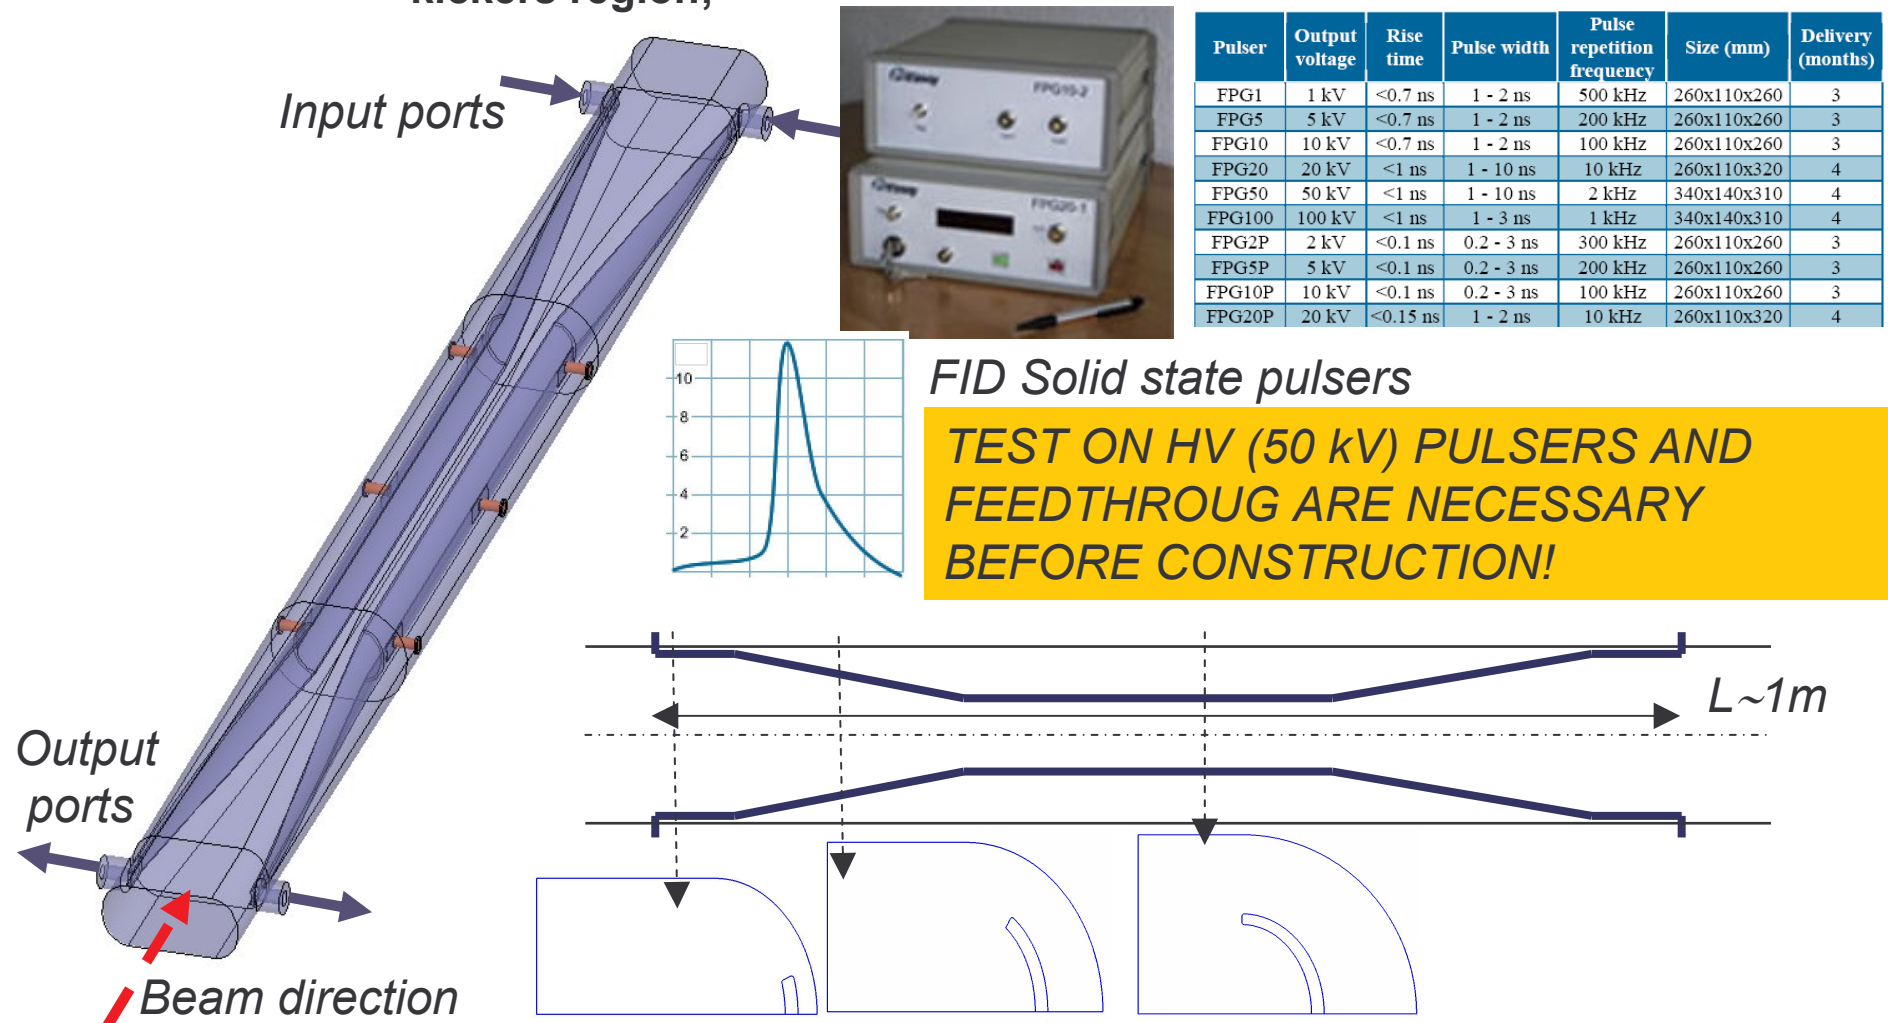 kickers region,
Input ports
FPG10-2
FPG20-1
Pulser Output voltage Rise time Pulse width Pulse repetition frequency Size (mm) Delivery (months)
FPG1 1 kV <0.7 ns 1 - 2 ns 500 kHz 260x110x260 3
FPG5 5 kV <0.7 ns 1 - 2 ns 200 kHz 260x110x260 3
FPG10 10 kV <0.7 ns 1 - 2 ns 100 kHz 260x110x260 3
FPG20 20 kV <1 ns 1 - 10 ns 10 kHz 260x110x320 4
FPG50 50 kV <1 ns 1 - 10 ns 2 kHz 340x140x310 4
FPG100 100 kV <1 ns 1 - 3 ns 1 kHz 340x140x310 4
FPG2P 2 kV <0.1 ns 0.2 - 3 ns 300 kHz 260x110x260 3
FPG5P 5 kV <0.1 ns 0.2 - 3 ns 200 kHz 260x110x260 3
FPG10P 10 kV <0.1 ns 0.2 - 3 ns 100 kHz 260x110x260 3
FPG20P 20 kV <0.15 ns 1 - 2 ns 10 kHz 260x110x320 4
10
8
6
4
2
FID Solid state pulsers
TEST ON HV (50 kV) PULSERS AND
FEEDTHROUG ARE NECESSARY
BEFORE CONSTRUCTION!
L~1m
Output
ports
Beam direction